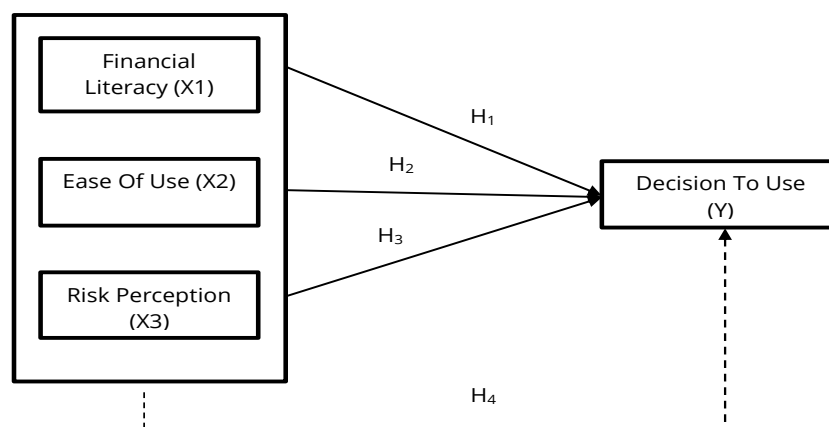 Financial
Literacy (X1)
H₁
Ease Of Use (X2)
H₂
Decision To Use
(Y)
H₃
Risk Perception
(X3)
H₄